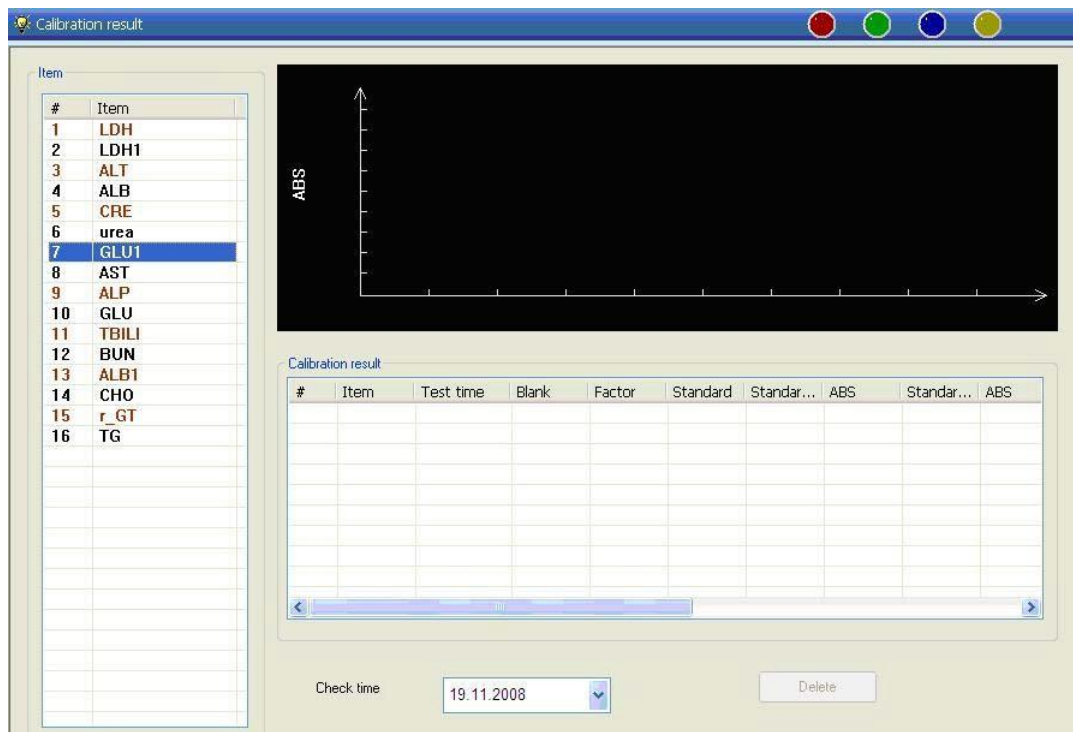 Calibration result
Item
# Item
1 LDH
2 LDH1
3 ALT
4 ALB
5 CRE
6 urea
7 GLU1
8 AST
9 ALP
10 GLU
11 TBILI
12 BUN
13 ALB1
14 CHO
15 r_GT
16 TG
ABS
Calibration result
# Item Test time Blank Factor Standard Standar... ABS Standar... ABS
Check time 19.11.2008 Delete